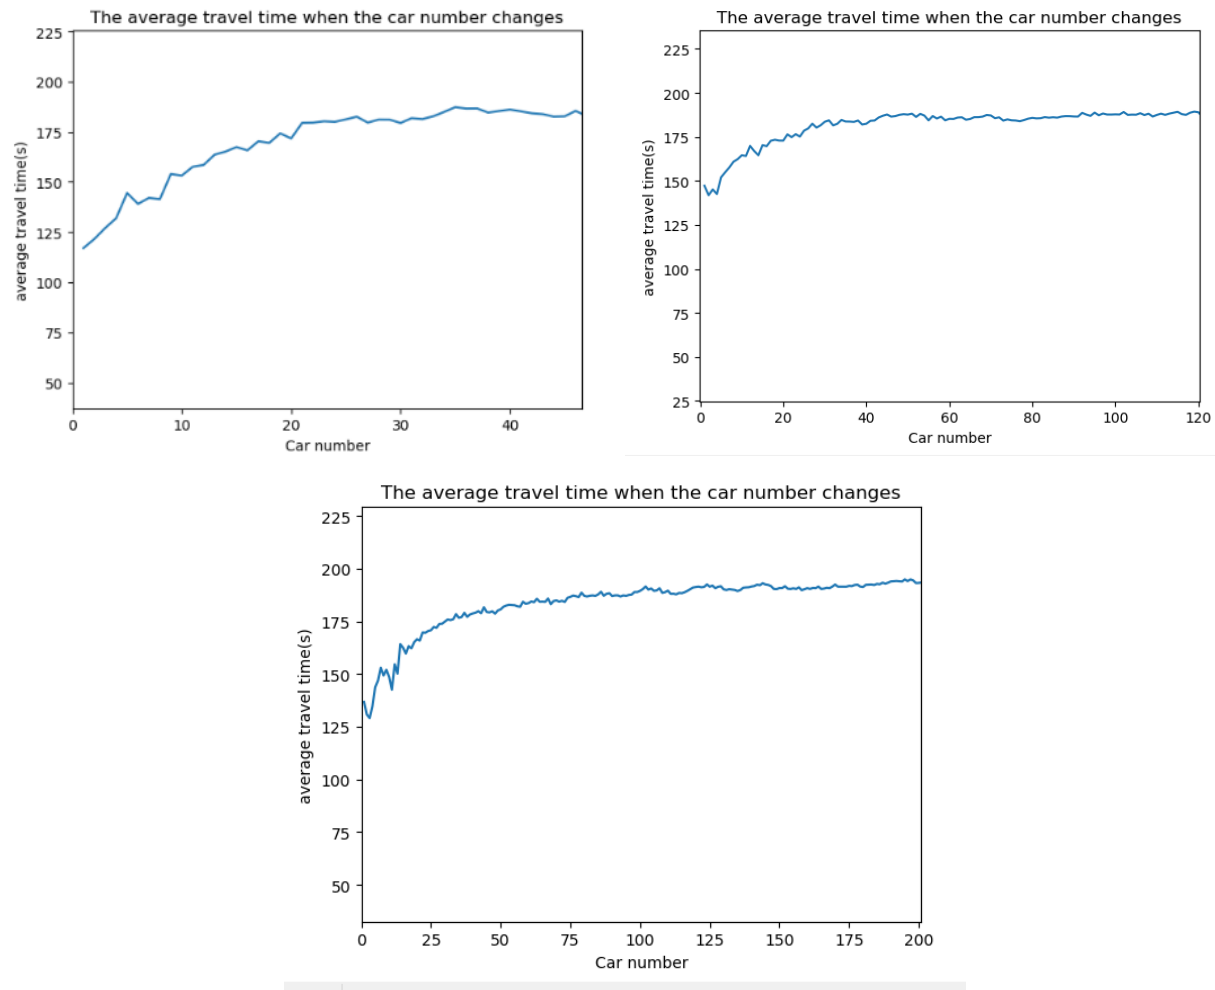 The average travel time when the car number changes
225
200
175
150
125
100
75
50
average travel time(s)
0 10 20 30 40
Car number
The average travel time when the car number changes
225
200
175
150
125
100
75
50
25
average travel time(s)
0 20 40 60 80 100 120
Car number
The average travel time when the car number changes
225
200
175
150
125
100
75
50
average travel time(s)
0 25 50 75 100 125 150 175 200
Car number